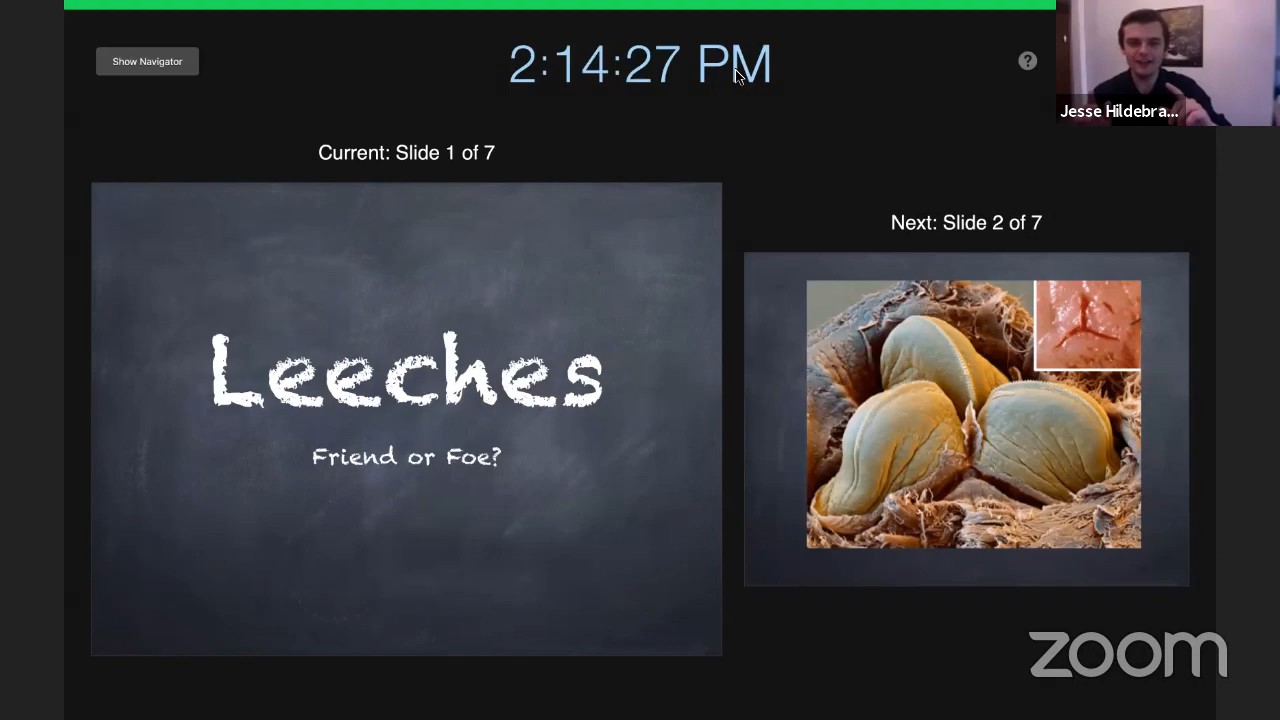 Show Navigator
2:14:27 PM
?
Jesse Hildebra...
Current: Slide 1 of 7
Next: Slide 2 of 7
Leeches
Friend or Foe?
zoom